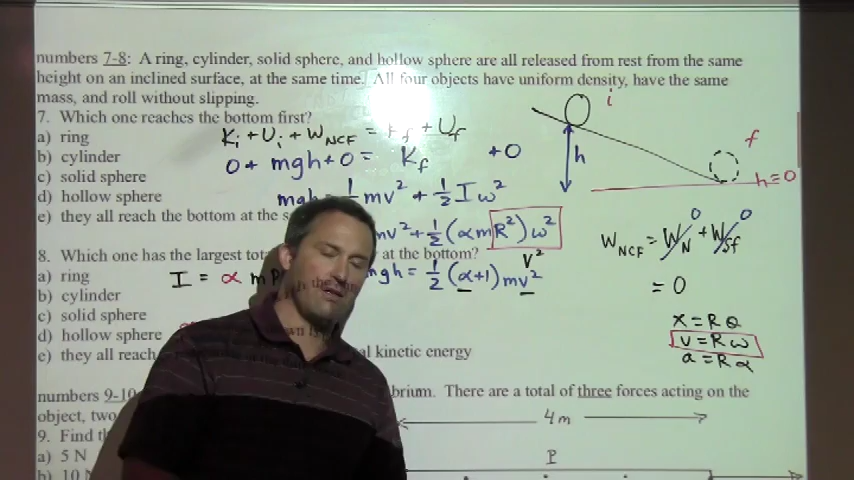 numbers 7-8: A ring, cylinder, solid sphere, and hollow sphere are all released from rest from the same
height on an inclined surface, at the same time. All four objects have uniform density, have the same
mass, and roll without slipping.
7. Which one reaches the bottom first?
a) ring
b) cylinder
c) solid sphere
d) hollow sphere
e) they all reach the bottom at the s
Ki + Ui + WNCF = Kf + Uf
0 + mgh + 0 = Kf + 0
mgh = 1/2 mv² + 1/2 I ω²
mv² + 1/2 (α m R²) ω²
v²
mgh = 1/2 (α+1) mv²
i
f
h
h=0
WNCF = WN 0 + Wsf 0
= 0
x = R θ
v = R ω
a = R α
8. Which one has the largest tot
at the bottom?
I = α m
a) ring
b) cylinder
c) solid sphere
d) hollow sphere
e) they all reach
al kinetic energy
numbers 9-10
brium. There are a total of three forces acting on the
object, two
4m
9. Find t
a) 5 N
b) 10 N
P